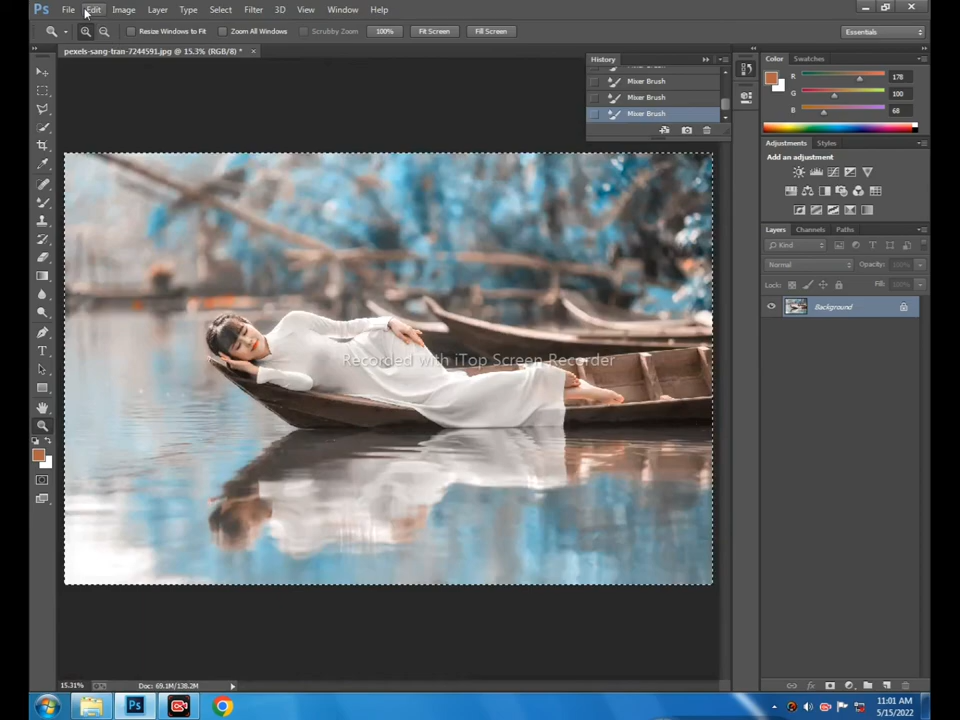 Ps File Edit Image Layer Type Select Filter 3D View Window Help
Resize Windows to Fit Zoom All Windows Scrubby Zoom 100% Fit Screen Fill Screen Essentials
pexels-sang-tran-7244591.jpg @ 15.3% (RGB/8) * ×
History
Mixer Brush
Mixer Brush
Mixer Brush
Color Swatches
R 178
G 100
B 68
Adjustments Styles
Add an adjustment
Layers Channels Paths
Kind
Normal Opacity: 100%
Lock: Fill: 100%
Background
Recorded with iTop Screen Recorder
15.31% Doc: 69.1M/138.2M
Ps
11:01 AM
5/15/2022